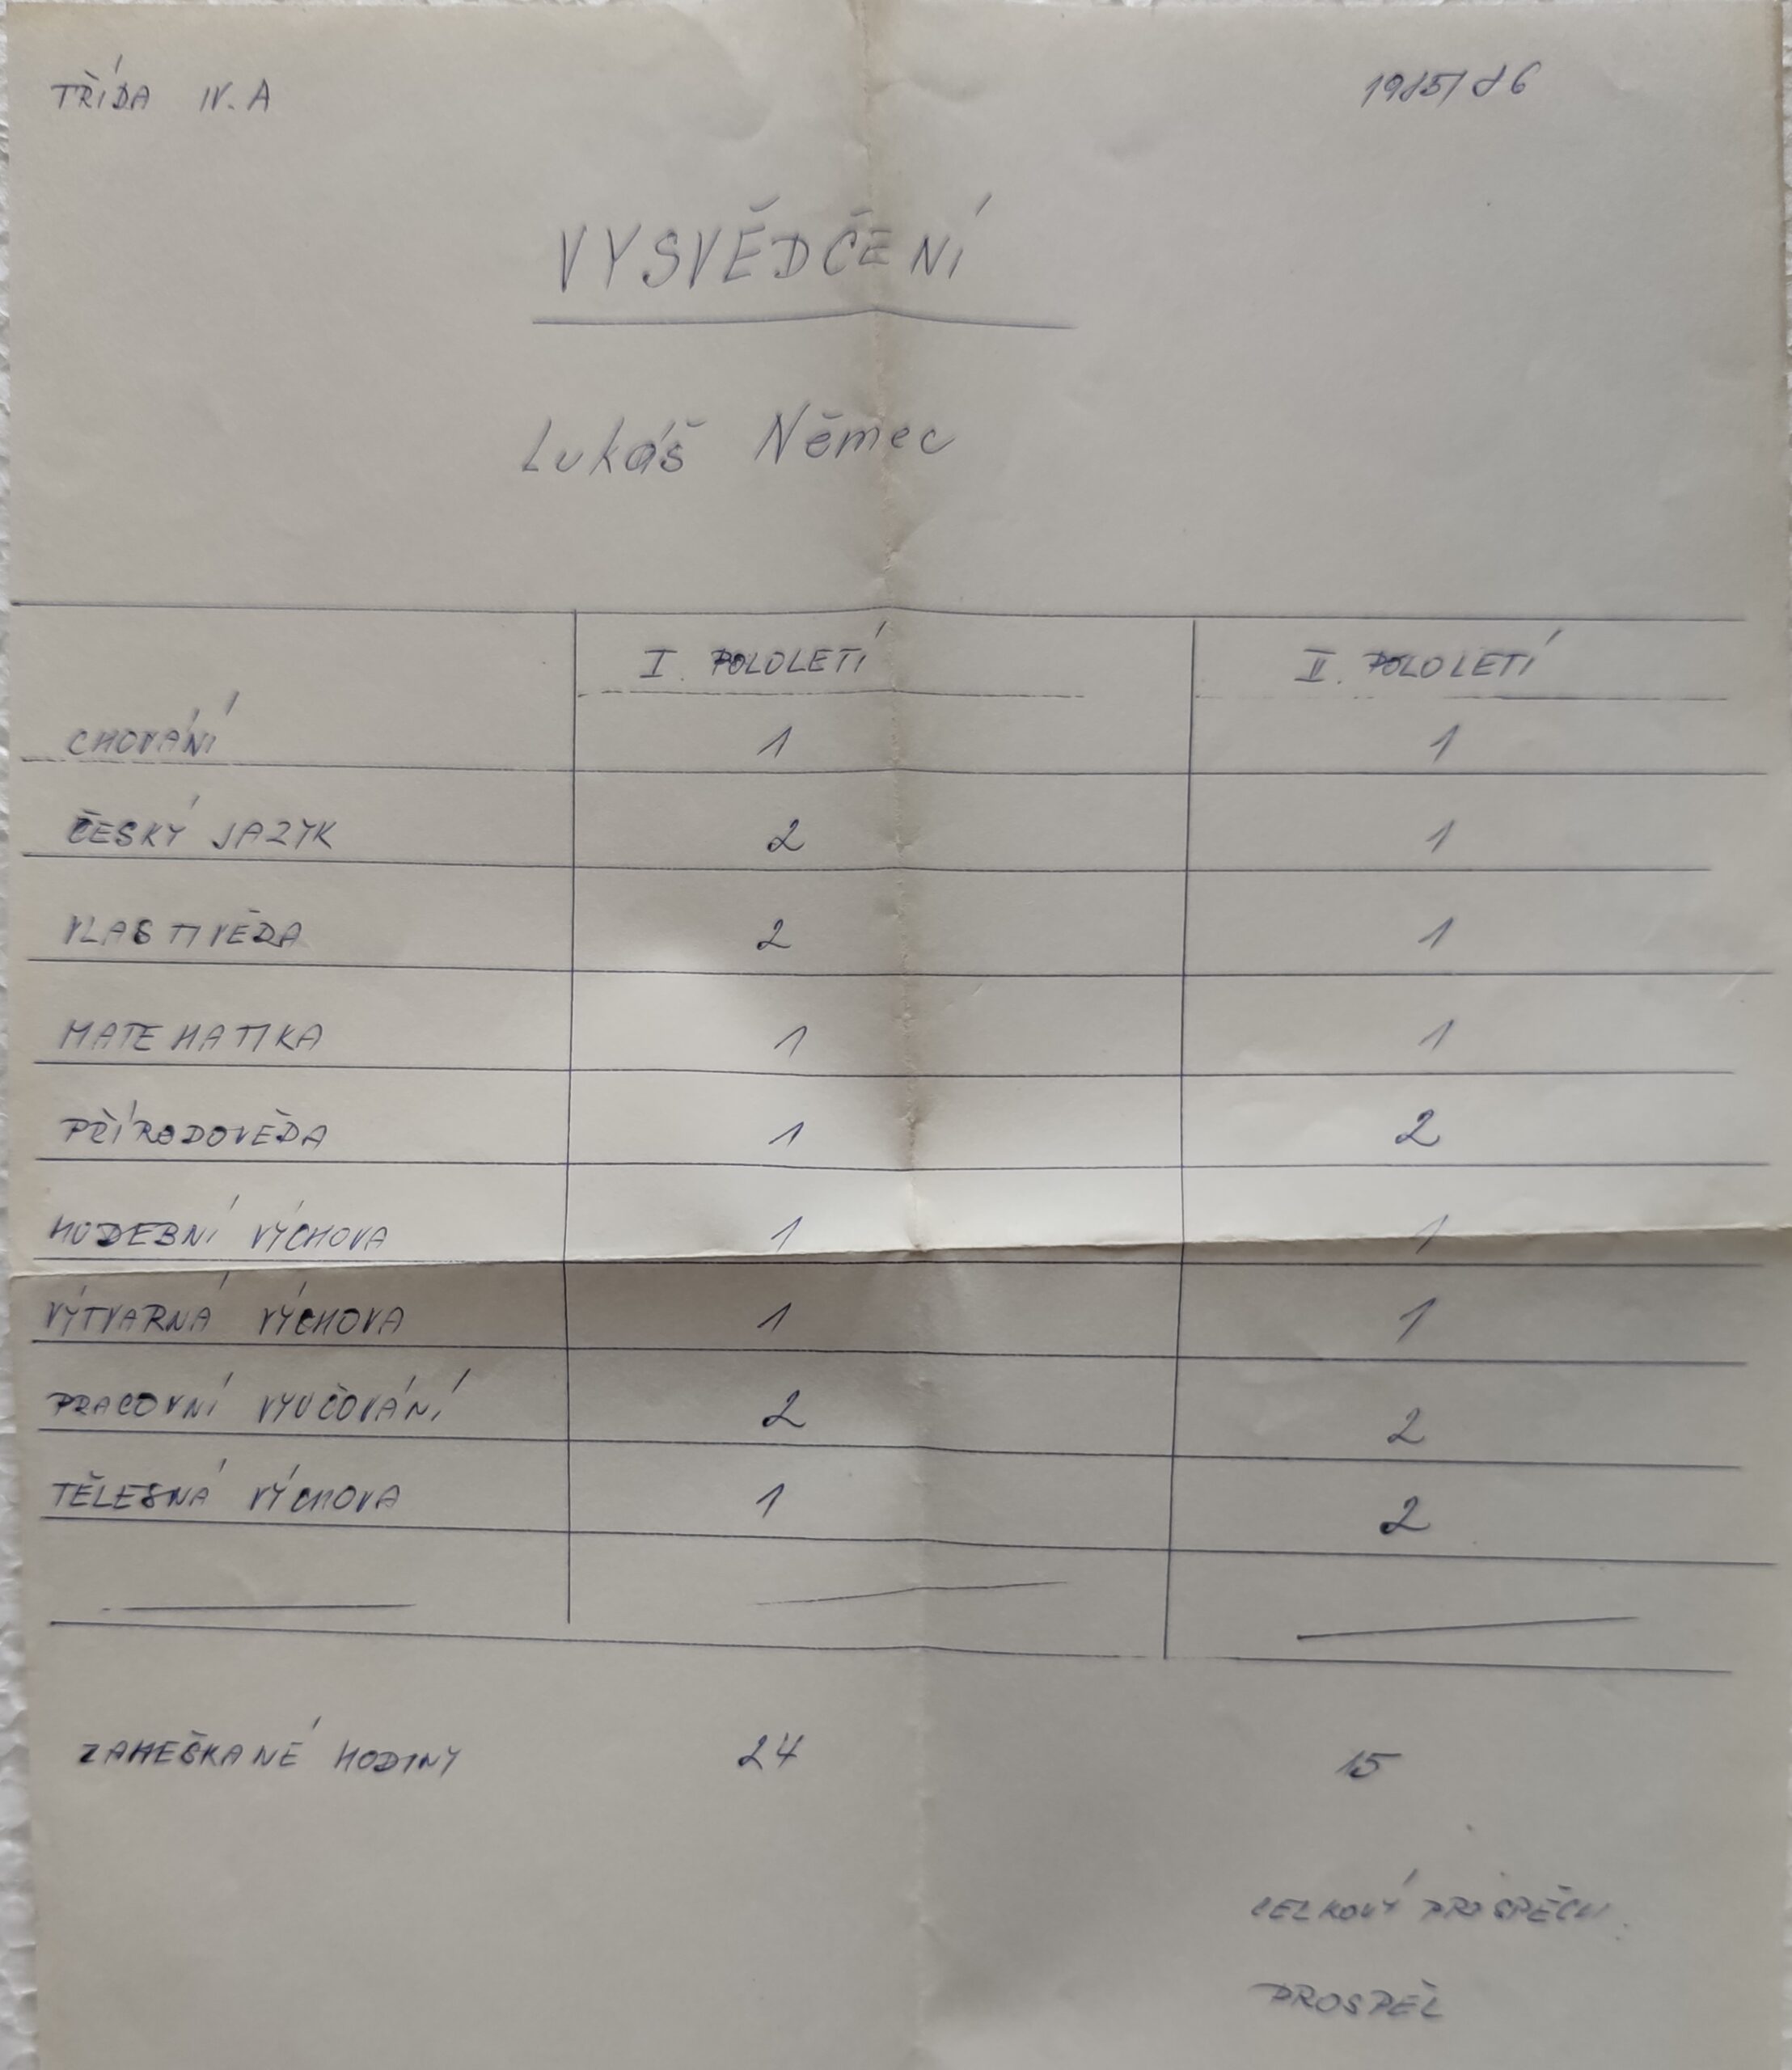 TŘÍDA IV. A 1985/86
VYSVĚDČENÍ
Lukáš Němec
I. POLOLETÍ II. POLOLETÍ
CHOVÁNÍ 1 1
ČESKÝ JAZYK 2 1
VLASTIVĚDA 2 1
MATEMATIKA 1 1
PŘÍRODOVĚDA 1 2
HUDEBNÍ VÝCHOVA 1 1
VÝTVARNÁ VÝCHOVA 1 1
PRACOVNÍ VYUČOVÁNÍ 2 2
TĚLESNÁ VÝCHOVA 1 2
ZAMEŠKANÉ HODINY 24 15
CELKOVÝ PROSPĚCH
PROSPĚL